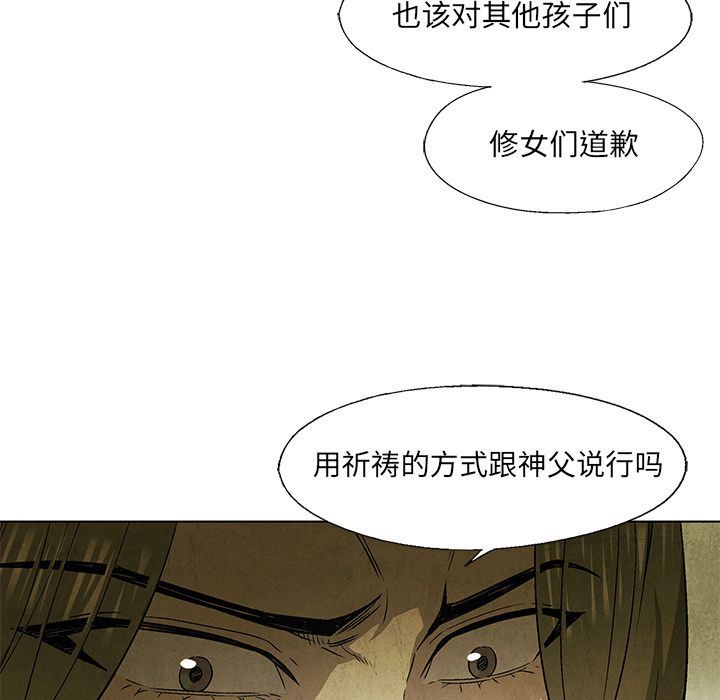 也该对其他孩子们
修女们道歉
用祈祷的方式跟神父说行吗